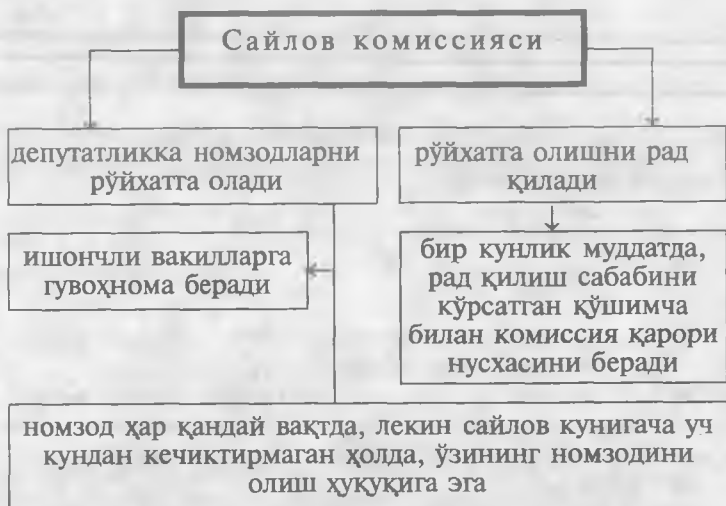 Сайлов комиссияси
депутатликка номзодларни
рўйхатга олади
рўйхатга олишни рад
қилади
ишончли вакилларга
гувоҳнома беради
бир кунлик муддатда,
рад қилиш сабабини
кўрсатган қўшимча
билан комиссия қарори
нусхасини беради
номзод ҳар қандай вақтда, лекин сайлов кунигача уч
кундан кечиктирмаган ҳолда, ўзининг номзодини
олиш ҳуқуқига эга